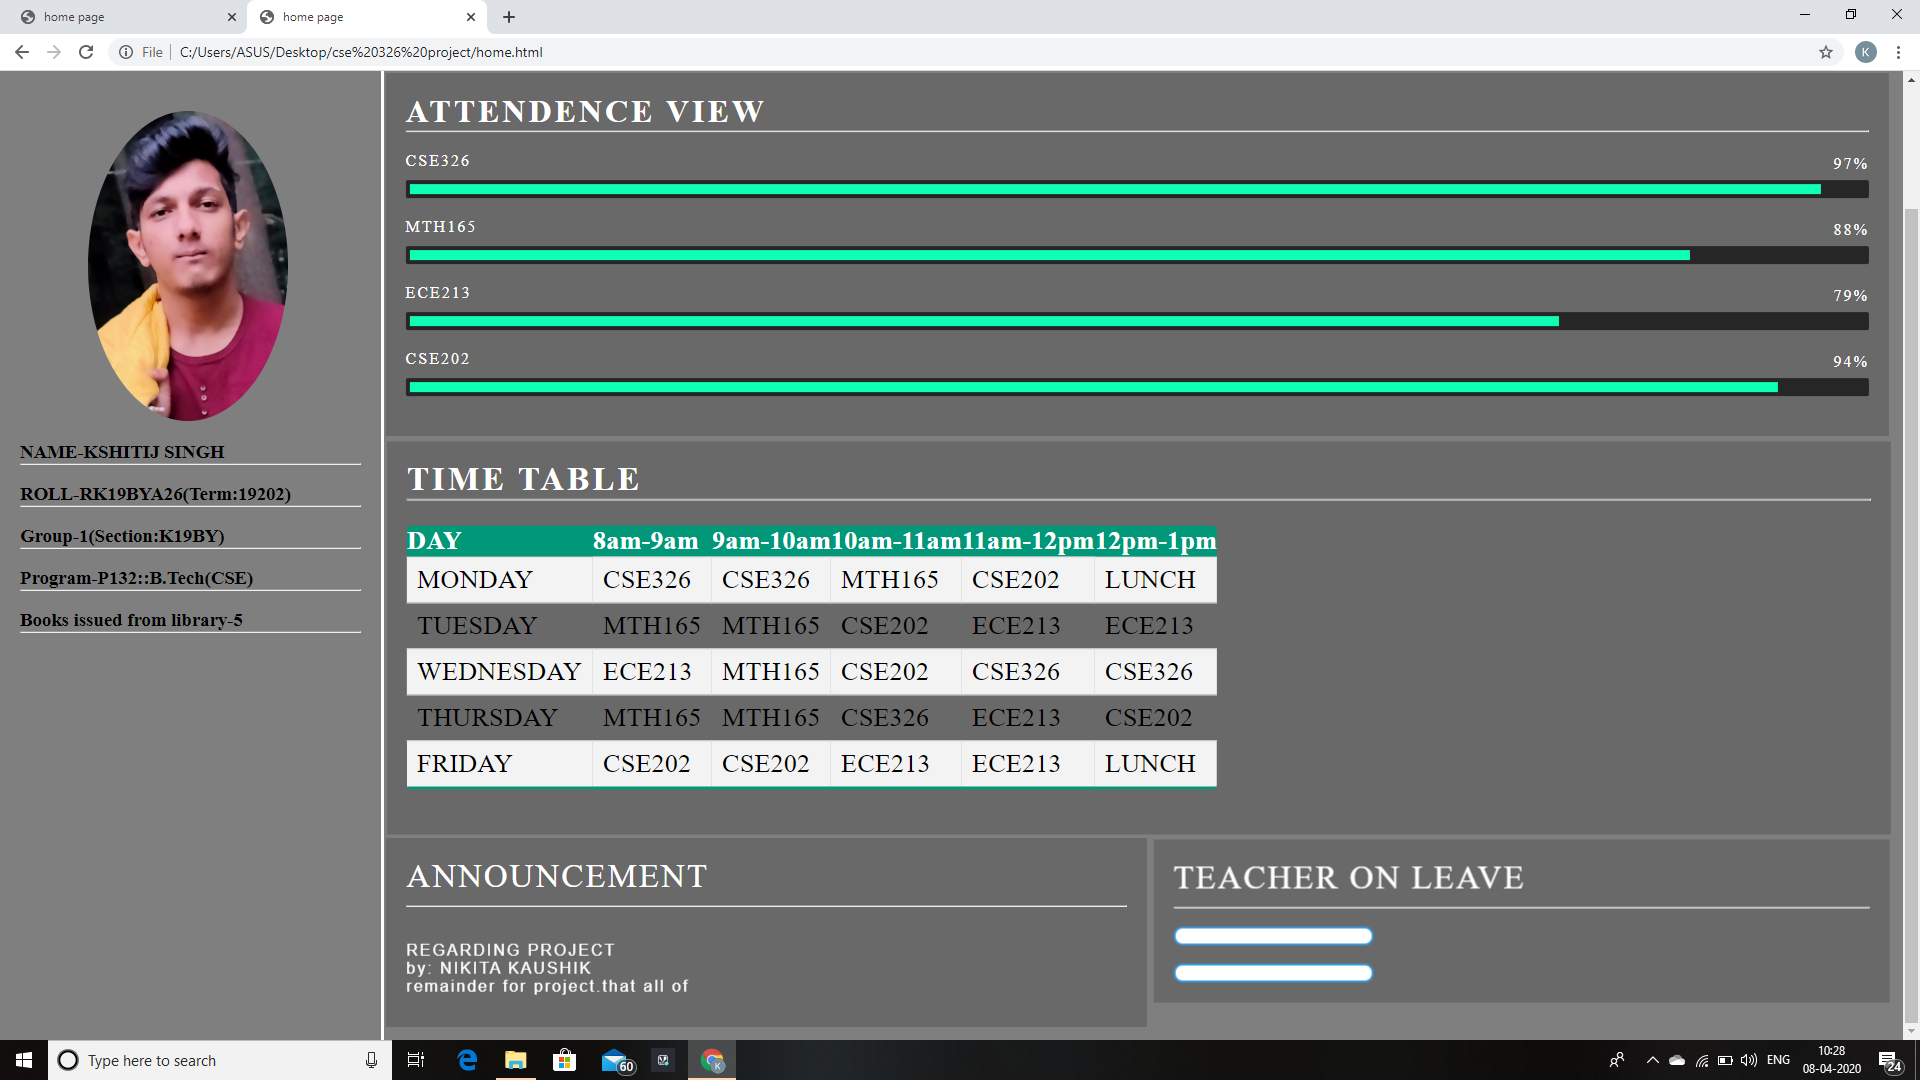 home page
home page
File
C:/Users/ASUS/Desktop/cse%20326%20project/home.html
K
NAME-KSHITIJ SINGH
ROLL-RK19BYA26(Term:19202)
Group-1(Section:K19BY)
Program-P132::B.Tech(CSE)
Books issued from library-5
ATTENDENCE VIEW
CSE326 97%
MTH165 88%
ECE213 79%
CSE202 94%
TIME TABLE
DAY 8am-9am 9am-10am 10am-11am 11am-12pm 12pm-1pm
MONDAY CSE326 CSE326 MTH165 CSE202 LUNCH
TUESDAY MTH165 MTH165 CSE202 ECE213 ECE213
WEDNESDAY ECE213 MTH165 CSE202 CSE326 CSE326
THURSDAY MTH165 MTH165 CSE326 ECE213 CSE202
FRIDAY CSE202 CSE202 ECE213 ECE213 LUNCH
ANNOUNCEMENT
REGARDING PROJECT
by: NIKITA KAUSHIK
remainder for project.that all of
TEACHER ON LEAVE
Type here to search
60
K
ENG
10:28
08-04-2020
24